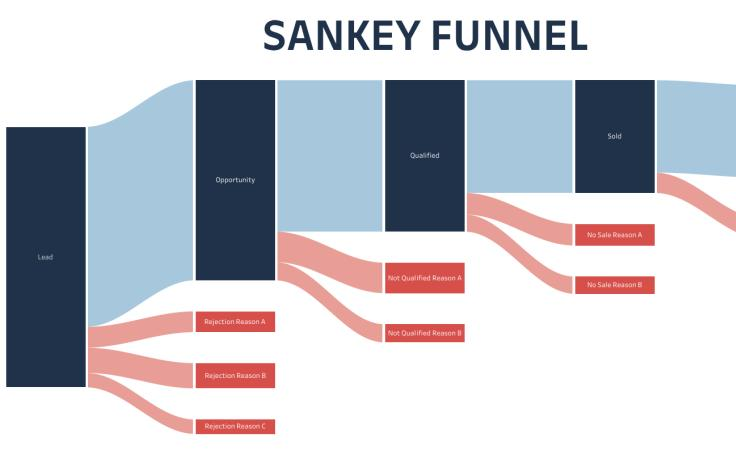 SANKEY FUNNEL
Lead
Opportunity
Rejection Reason A
Rejection Reason B
Rejection Reason C
Qualified
Not Qualified Reason A
Not Qualified Reason B
Sold
No Sale Reason A
No Sale Reason B